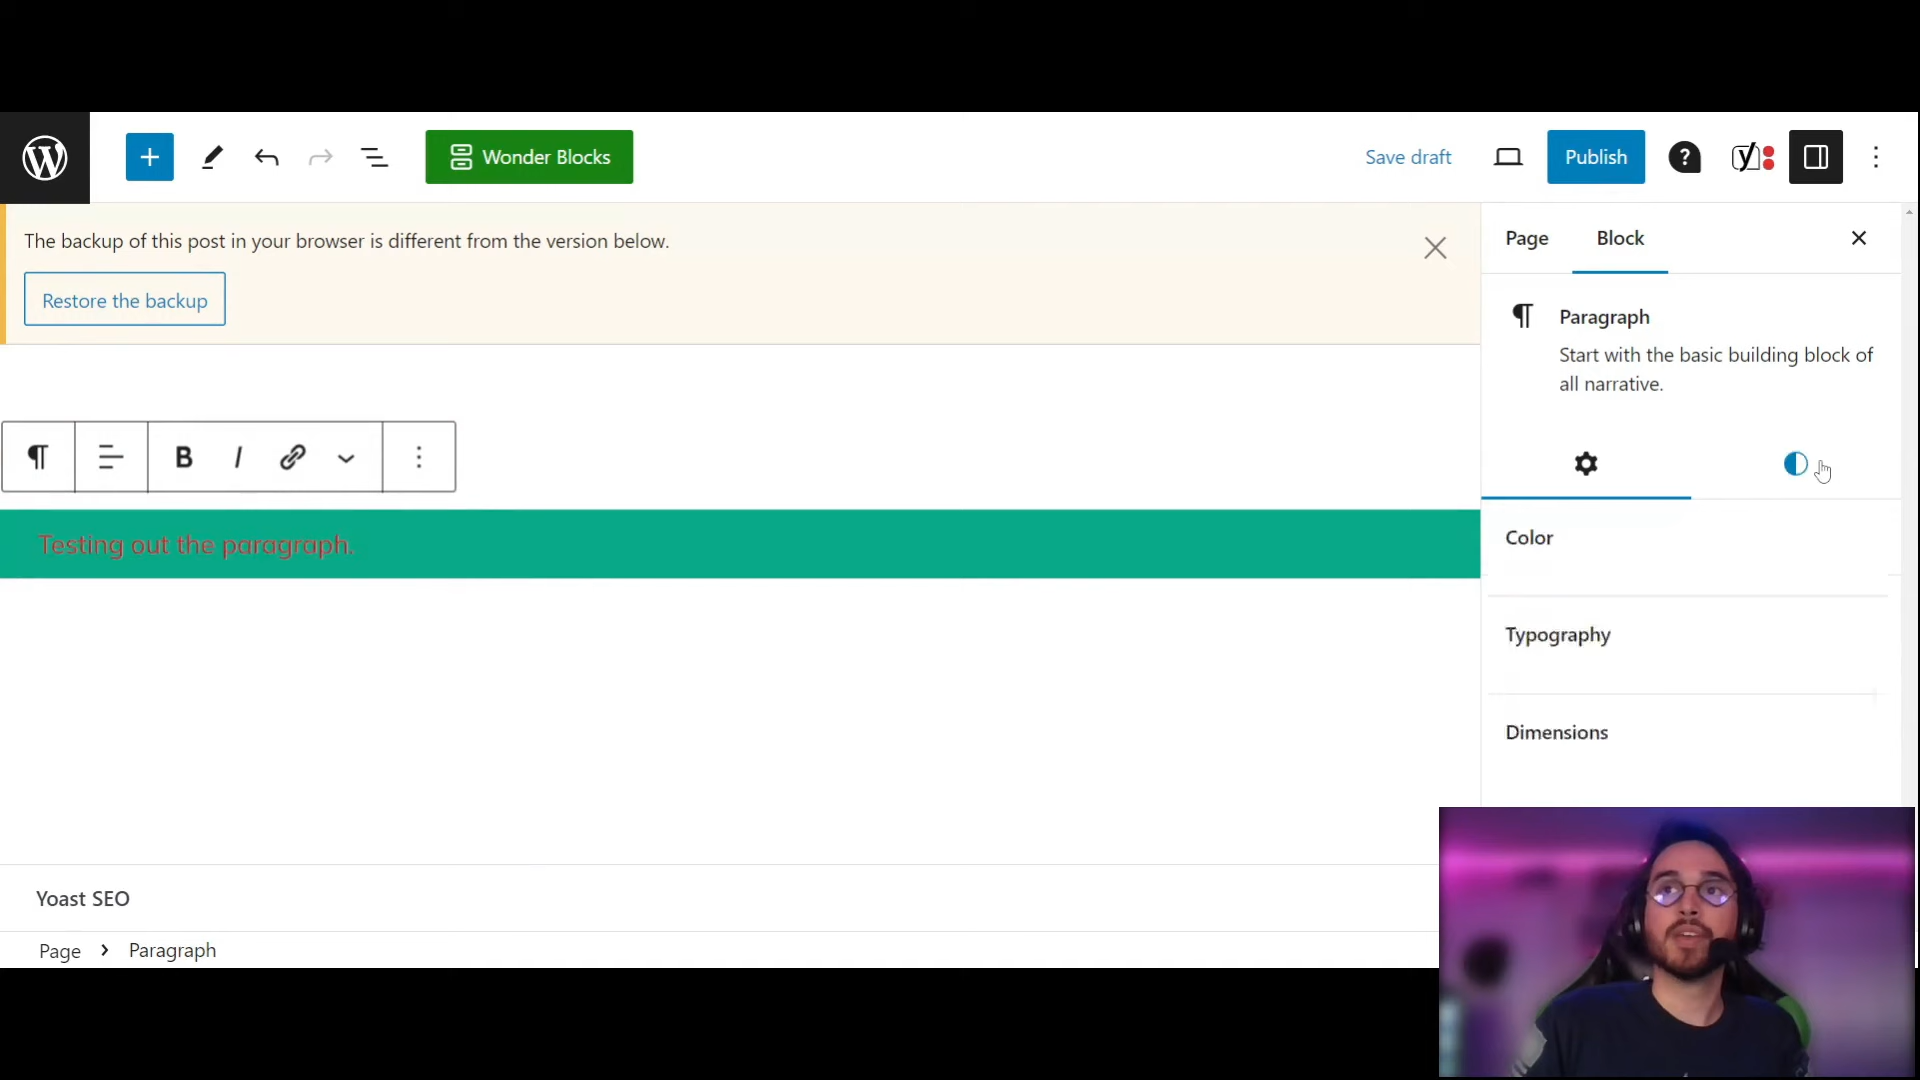 Wonder Blocks
Save draft
Publish
The backup of this post in your browser is different from the version below.
Restore the backup
Page
Block
Paragraph
Start with the basic building block of
all narrative.
Testing out the paragraph.
Color
Typography
Dimensions
Yoast SEO
Page > Paragraph